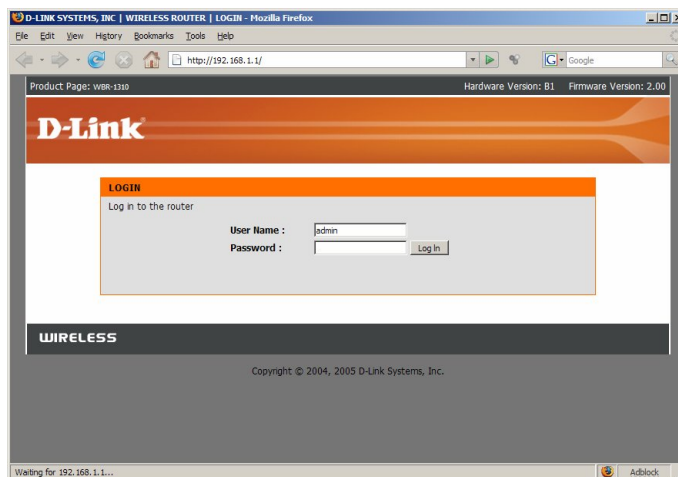 D-LINK SYSTEMS, INC | WIRELESS ROUTER | LOGIN - Mozilla Firefox
File Edit View History Bookmarks Tools Help
http://192.168.1.1/
G Google
Product Page: WBR-1310 Hardware Version: B1 Firmware Version: 2.00
D-Link
LOGIN
Log in to the router
User Name : admin
Password : Log In
WIRELESS
Copyright © 2004, 2005 D-Link Systems, Inc.
Waiting for 192.168.1.1... Adblock